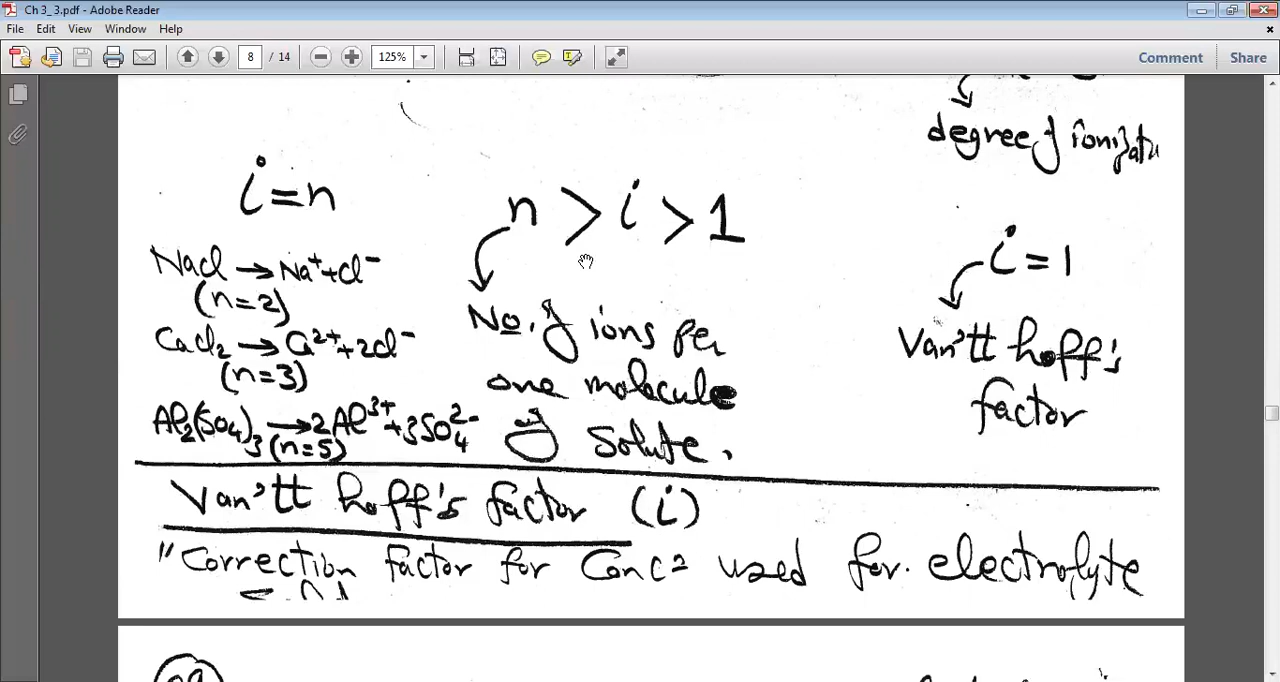 Ch 3_3.pdf - Adobe Reader
File Edit View Window Help
8 / 14 125% Comment Share
degree of
i = n
n > i > 1
i = 1
NaCl → Na⁺ + Cl⁻
(n=2)
CaCl₂ → Ca²⁺ + 2Cl⁻
(n=3)
Al₂(SO₄)₃ → 2Al³⁺ + 3SO₄²⁻
(n=5)
No. of ions per
one molecule
of solute.
Van'tt hoff's
factor
Van'tt hoff's factor (i)
"Correction factor for Conc² used for electrolyte